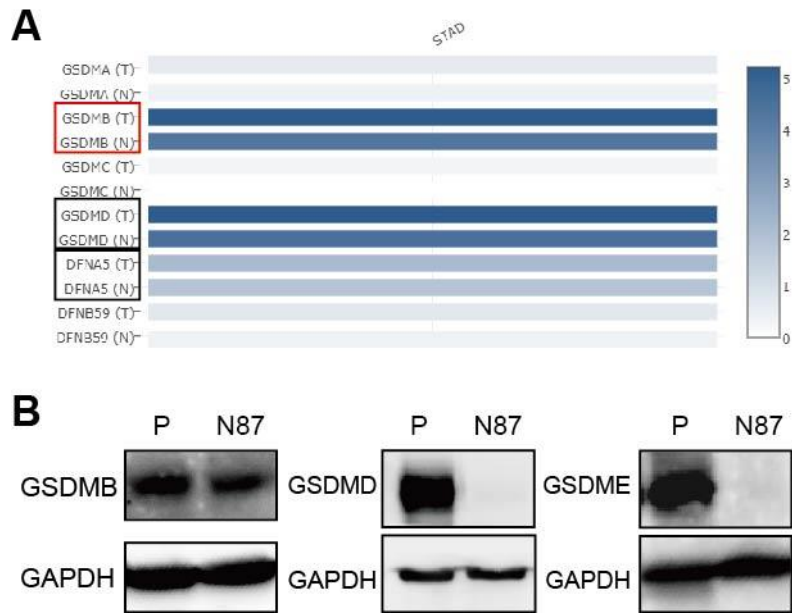 A
STAD
GSDMA (T)
GSDMA (N)
GSDMB (T)
GSDMB (N)
GSDMC (T)
GSDMC (N)
GSDMD (T)
GSDMD (N)
DFNA5 (T)
DFNA5 (N)
DFNB59 (T)
DFNB59 (N)
5
4
3
2
1
0
B
P N87 P N87 P N87
GSDMB GSDMD GSDME
GAPDH GAPDH GAPDH